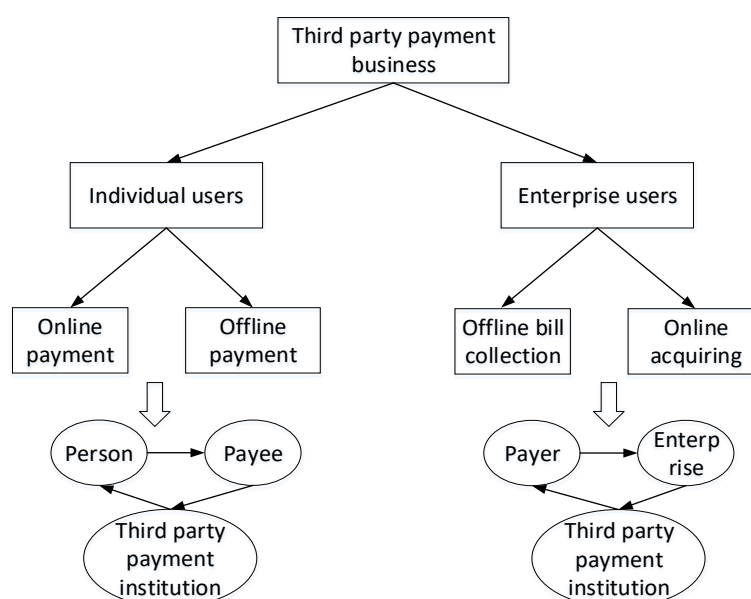 Third party payment
business
Individual users
Enterprise users
Online
payment
Offline
payment
Offline bill
collection
Online
acquiring
Person
Payee
Payer
Enterp
rise
Third party
payment
institution
Third party
payment
institution